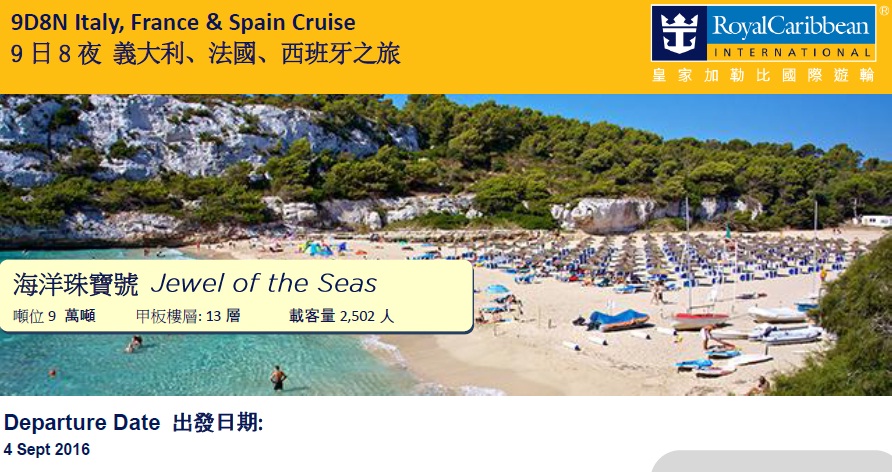 9D8N Italy, France & Spain Cruise
9 日 8 夜 義大利、法國、西班牙之旅
RoyalCaribbean®
INTERNATIONAL
皇家加勒比國際遊輪
海洋珠寶號 Jewel of the Seas
噸位 9 萬噸 甲板樓層: 13 層 載客量 2,502 人
Departure Date 出發日期:
4 Sept 2016